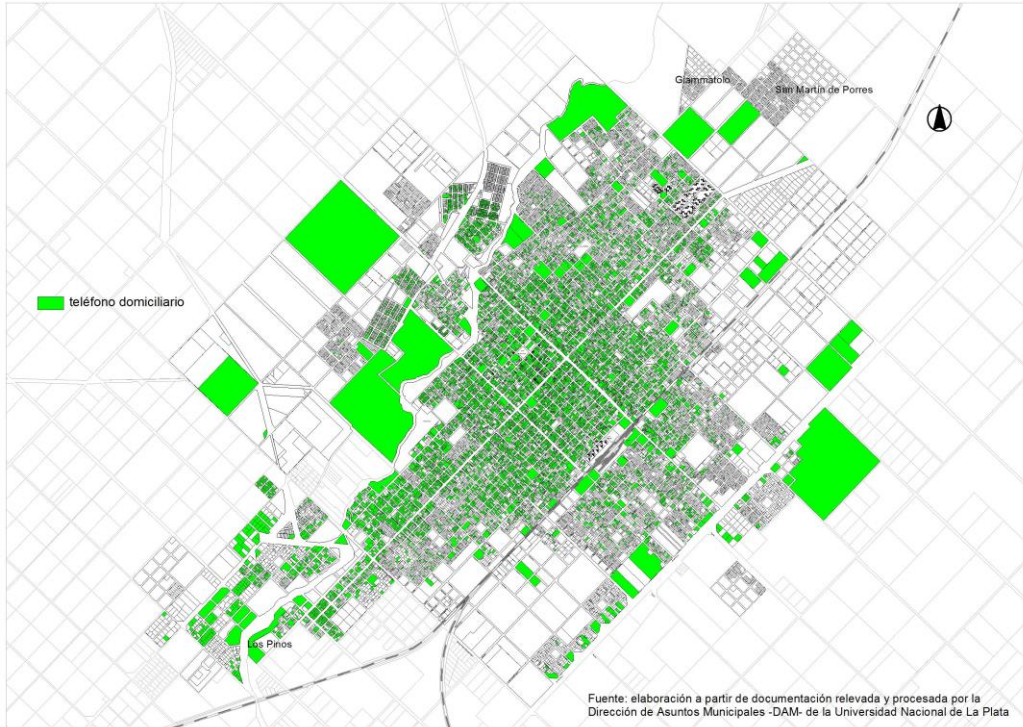 Giammatolo
San Martín de Porres
teléfono domiciliario
Los Pinos
Fuente: elaboración a partir de documentación relevada y procesada por la
Dirección de Asuntos Municipales -DAM- de la Universidad Nacional de La Plata